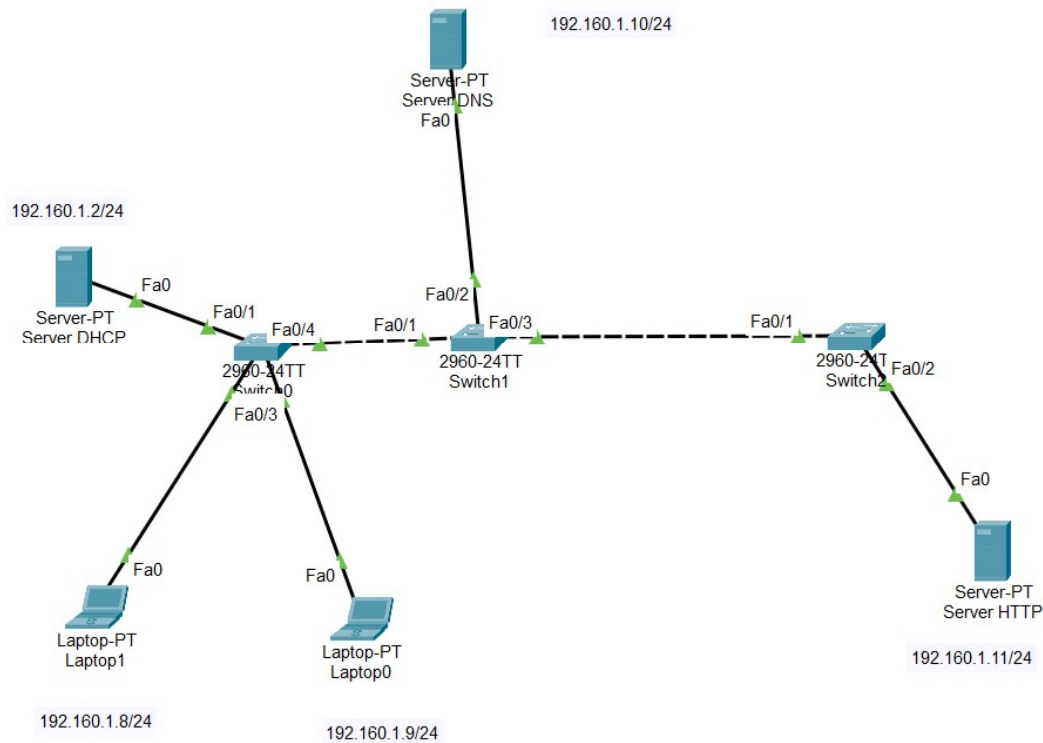 192.160.1.10/24
Server-PT
Server DNS
Fa0
192.160.1.2/24
Fa0
Server-PT
Server DHCP
Fa0/1
Fa0/4
2960-24TT
Switch0
Fa0/3
Fa0/1
Fa0/2
Fa0/3
2960-24TT
Switch1
Fa0/1
2960-24T
Switch2
Fa0/2
Fa0
Server-PT
Server HTTP
192.160.1.11/24
Fa0
Laptop-PT
Laptop1
192.160.1.8/24
Fa0
Laptop-PT
Laptop0
192.160.1.9/24